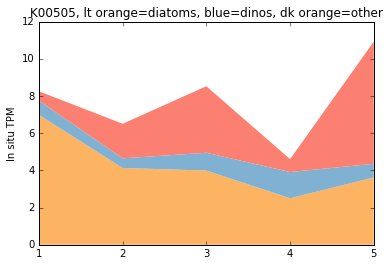 K00505, lt orange=diatoms, blue=dinos, dk orange=other
12
10
8
6
4
2
0
In situ TPM
1 2 3 4 5